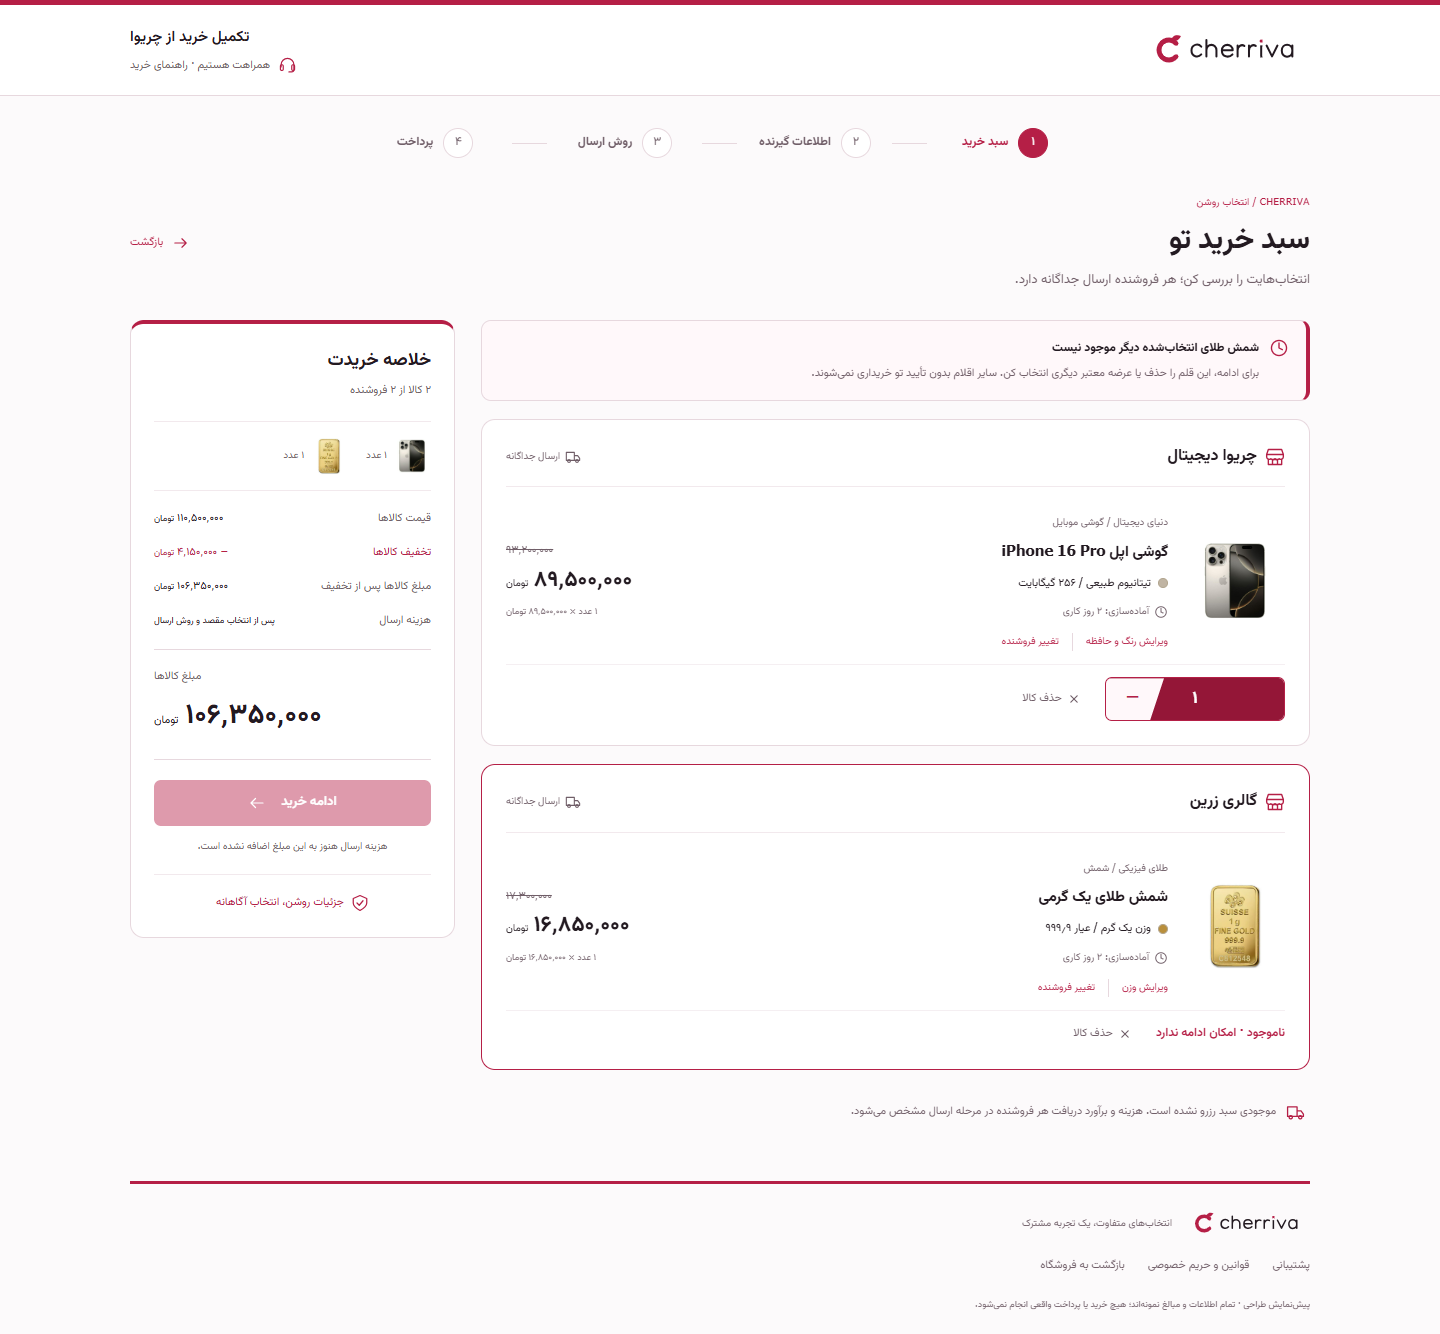 cherriva
تکمیل خرید از چریوا
همراهت هستیم · راهنمای خرید
۱ سبد خرید
۲ اطلاعات گیرنده
۳ روش ارسال
۴ پرداخت
CHERRIVA / انتخاب روشن
سبد خرید تو
بازگشت
انتخاب‌هایت را بررسی کن؛ هر فروشنده ارسال جداگانه دارد.
شمش طلای انتخاب‌شده دیگر موجود نیست
برای ادامه، این قلم را حذف یا عرضه معتبر دیگری انتخاب کن. سایر اقلام بدون تأیید تو خریداری نمی‌شوند.
چریوا دیجیتال
ارسال جداگانه
دنیای دیجیتال / گوشی موبایل
گوشی اپل iPhone 16 Pro
تیتانیوم طبیعی / ۲۵۶ گیگابایت
آماده‌سازی: ۲ روز کاری
ویرایش رنگ و حافظه
تغییر فروشنده
۹۳,۲۰۰,۰۰۰
۸۹,۵۰۰,۰۰۰ تومان
۱ عدد × ۸۹,۵۰۰,۰۰۰ تومان
۱ −
حذف کالا
گالری زرین
ارسال جداگانه
SUISSE
1 g
FINE GOLD
999.9
طلای فیزیکی / شمش
شمش طلای یک گرمی
وزن یک گرم / عیار ۹۹۹٫۹
آماده‌سازی: ۲ روز کاری
ویرایش وزن
تغییر فروشنده
۱۷,۳۰۰,۰۰۰
۱۶,۸۵۰,۰۰۰ تومان
۱ عدد × ۱۶,۸۵۰,۰۰۰ تومان
ناموجود · امکان ادامه ندارد
حذف کالا
موجودی سبد رزرو نشده است. هزینه و برآورد دریافت هر فروشنده در مرحله ارسال مشخص می‌شود.
خلاصه خریدت
۲ کالا از ۲ فروشنده
۱ عدد
۱ عدد
قیمت کالاها ۱۱۰,۵۰۰,۰۰۰ تومان
تخفیف کالاها − ۴,۱۵۰,۰۰۰ تومان
مبلغ کالاها پس از تخفیف ۱۰۶,۳۵۰,۰۰۰ تومان
هزینه ارسال پس از انتخاب مقصد و روش ارسال
مبلغ کالاها
۱۰۶,۳۵۰,۰۰۰ تومان
ادامه خرید
هزینه ارسال هنوز به این مبلغ اضافه نشده است.
جزئیات روشن، انتخاب آگاهانه
cherriva
انتخاب‌های متفاوت، یک تجربه مشترک
پشتیبانی
قوانین و حریم خصوصی
بازگشت به فروشگاه
پیش‌نمایش طراحی · تمام اطلاعات و مبالغ نمونه‌اند؛ هیچ خرید یا پرداخت واقعی انجام نمی‌شود.